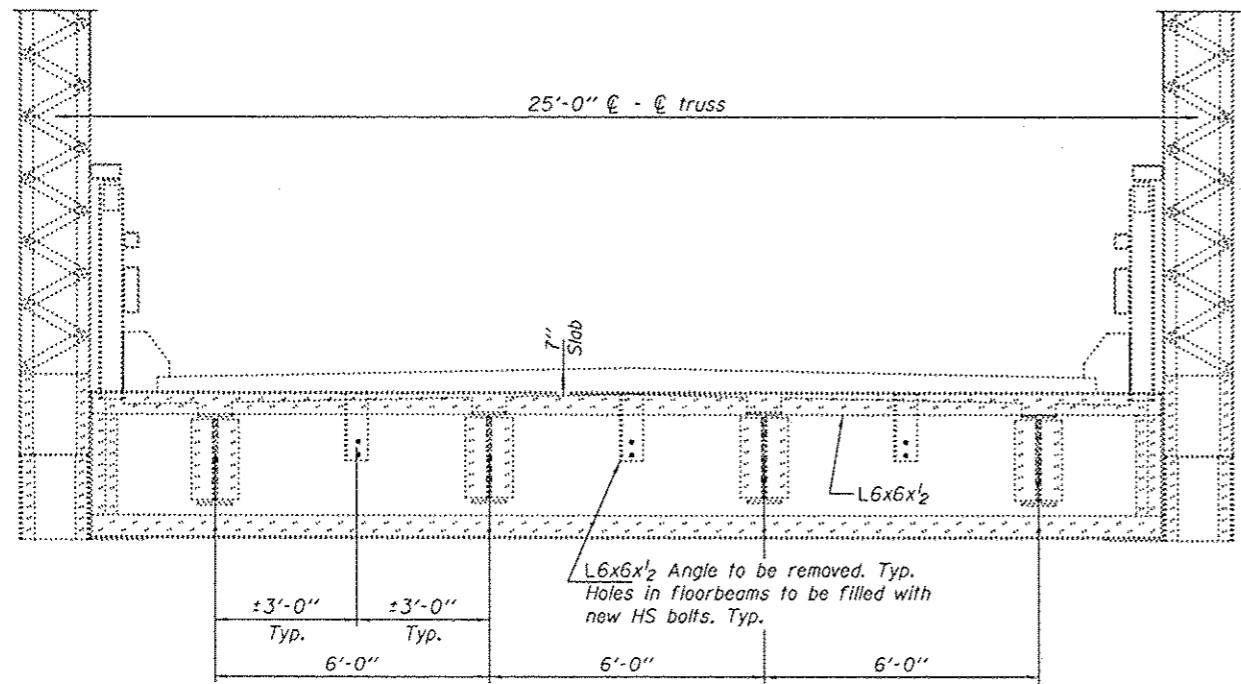 25'-0" ℄ - ℄ truss
7"
Slab
L6x6x½
L6x6x½ Angle to be removed. Typ.
Holes in floorbeams to be filled with
new HS bolts. Typ.
±3'-0" ±3'-0"
Typ. Typ.
6'-0" 6'-0" 6'-0"